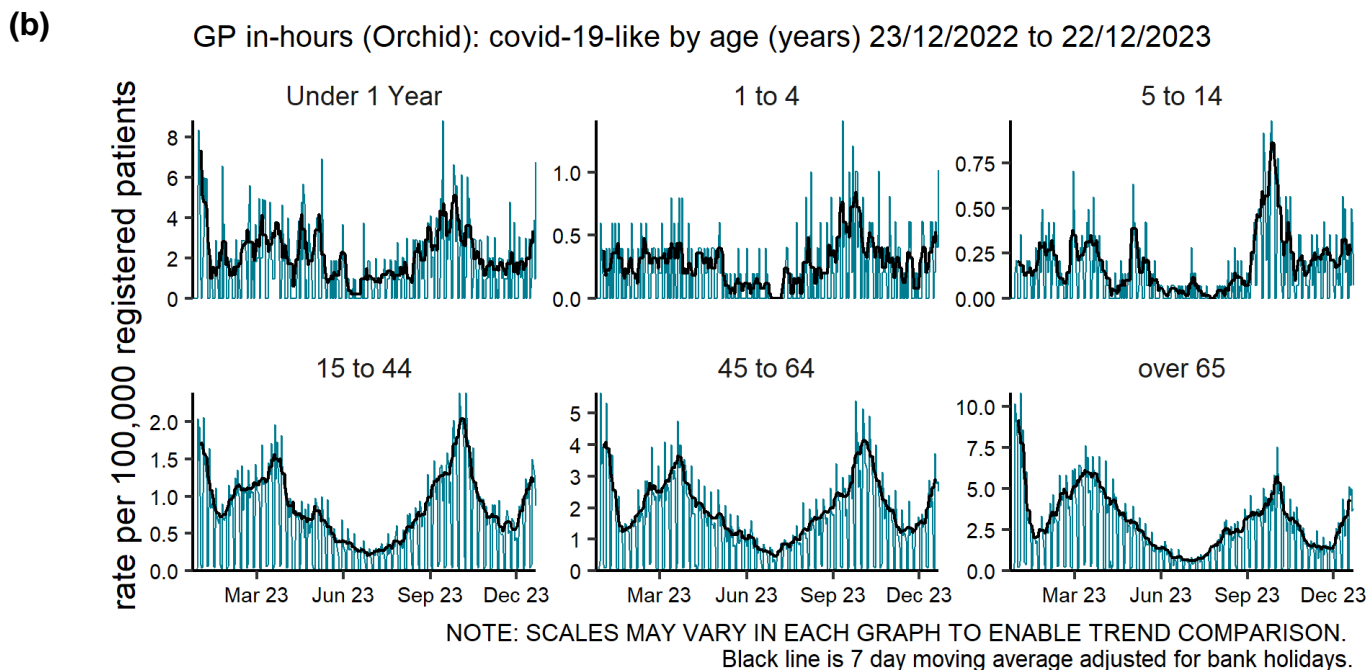 (b)
GP in-hours (Orchid): covid-19-like by age (years) 23/12/2022 to 22/12/2023
rate per 100,000 registered patients
Under 1 Year
1 to 4
5 to 14
8
6
4
2
0
1.0
0.5
0.0
0.75
0.50
0.25
0.00
15 to 44
45 to 64
over 65
2.0
1.5
1.0
0.5
0.0
5
4
3
2
1
0
10.0
7.5
5.0
2.5
0.0
Mar 23 Jun 23 Sep 23 Dec 23
Mar 23 Jun 23 Sep 23 Dec 23
Mar 23 Jun 23 Sep 23 Dec 23
NOTE: SCALES MAY VARY IN EACH GRAPH TO ENABLE TREND COMPARISON.
Black line is 7 day moving average adjusted for bank holidays.